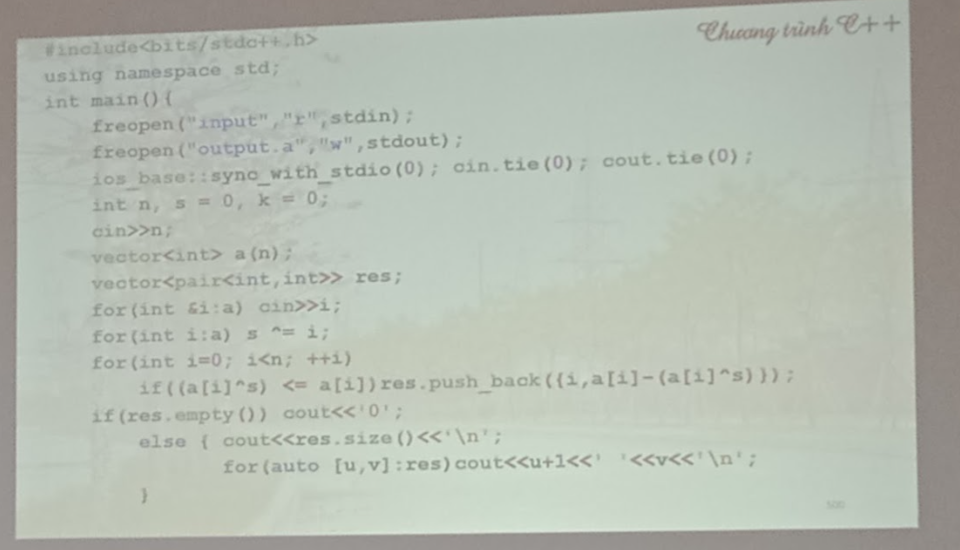 Chương trình C++
#include<bits/stdc++.h>
using namespace std;
int main(){
freopen("input","r",stdin);
freopen("output.a","w",stdout);
ios_base::sync_with_stdio(0); cin.tie(0); cout.tie(0);
int n, s = 0, k = 0;
cin>>n;
vector<int> a(n);
vector<pair<int,int>> res;
for(int &i:a) cin>>i;
for(int i:a) s ^= i;
for(int i=0; i<n; ++i)
if((a[i]^s) <= a[i])res.push_back({i,a[i]-(a[i]^s)});
if(res.empty()) cout<<'0';
else { cout<<res.size()<<'\n';
for(auto [u,v]:res)cout<<u+1<<' '<<v<<'\n';
}